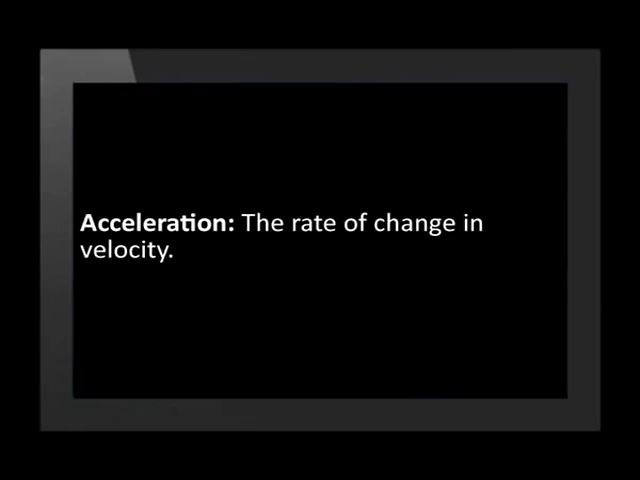 Acceleration: The rate of change in
velocity.